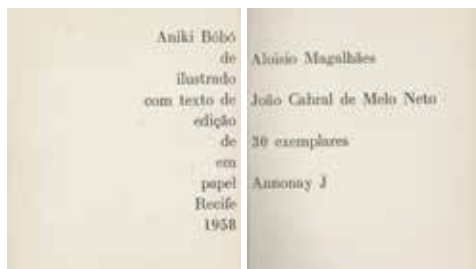 Aniki Bóbó
de Aloisio Magalhães
ilustrado
com texto de João Cabral de Melo Neto
edição
de 30 exemplares
em
papel Annonay J
Recife
1958